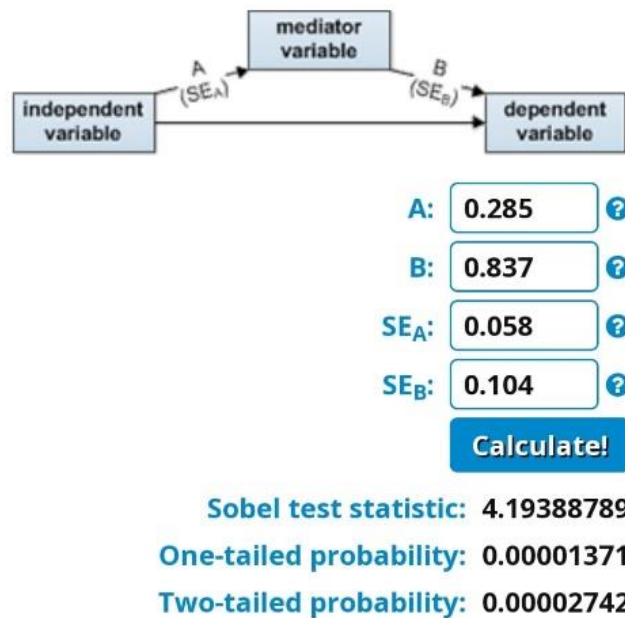 mediator
variable
A
(SEA)
B
(SEB)
independent
variable
dependent
variable
A: 0.285 ?
B: 0.837 ?
SEA: 0.058 ?
SEB: 0.104 ?
Calculate!
Sobel test statistic: 4.19388789
One-tailed probability: 0.00001371
Two-tailed probability: 0.00002742